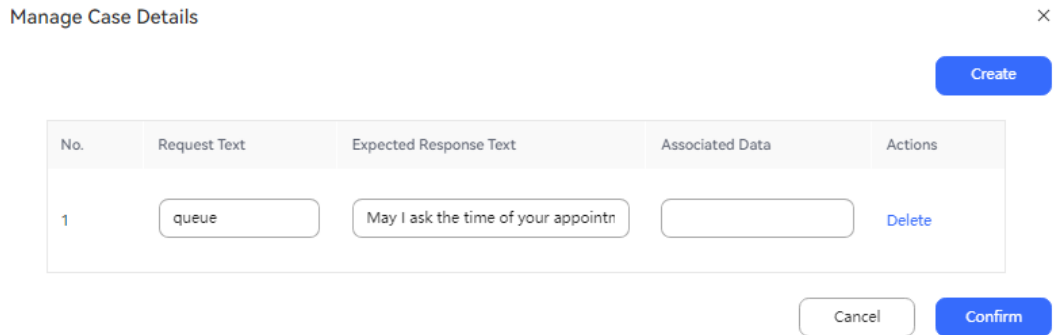 Manage Case Details
Create
No. Request Text Expected Response Text Associated Data Actions
1 queue May I ask the time of your Delete
Cancel Confirm